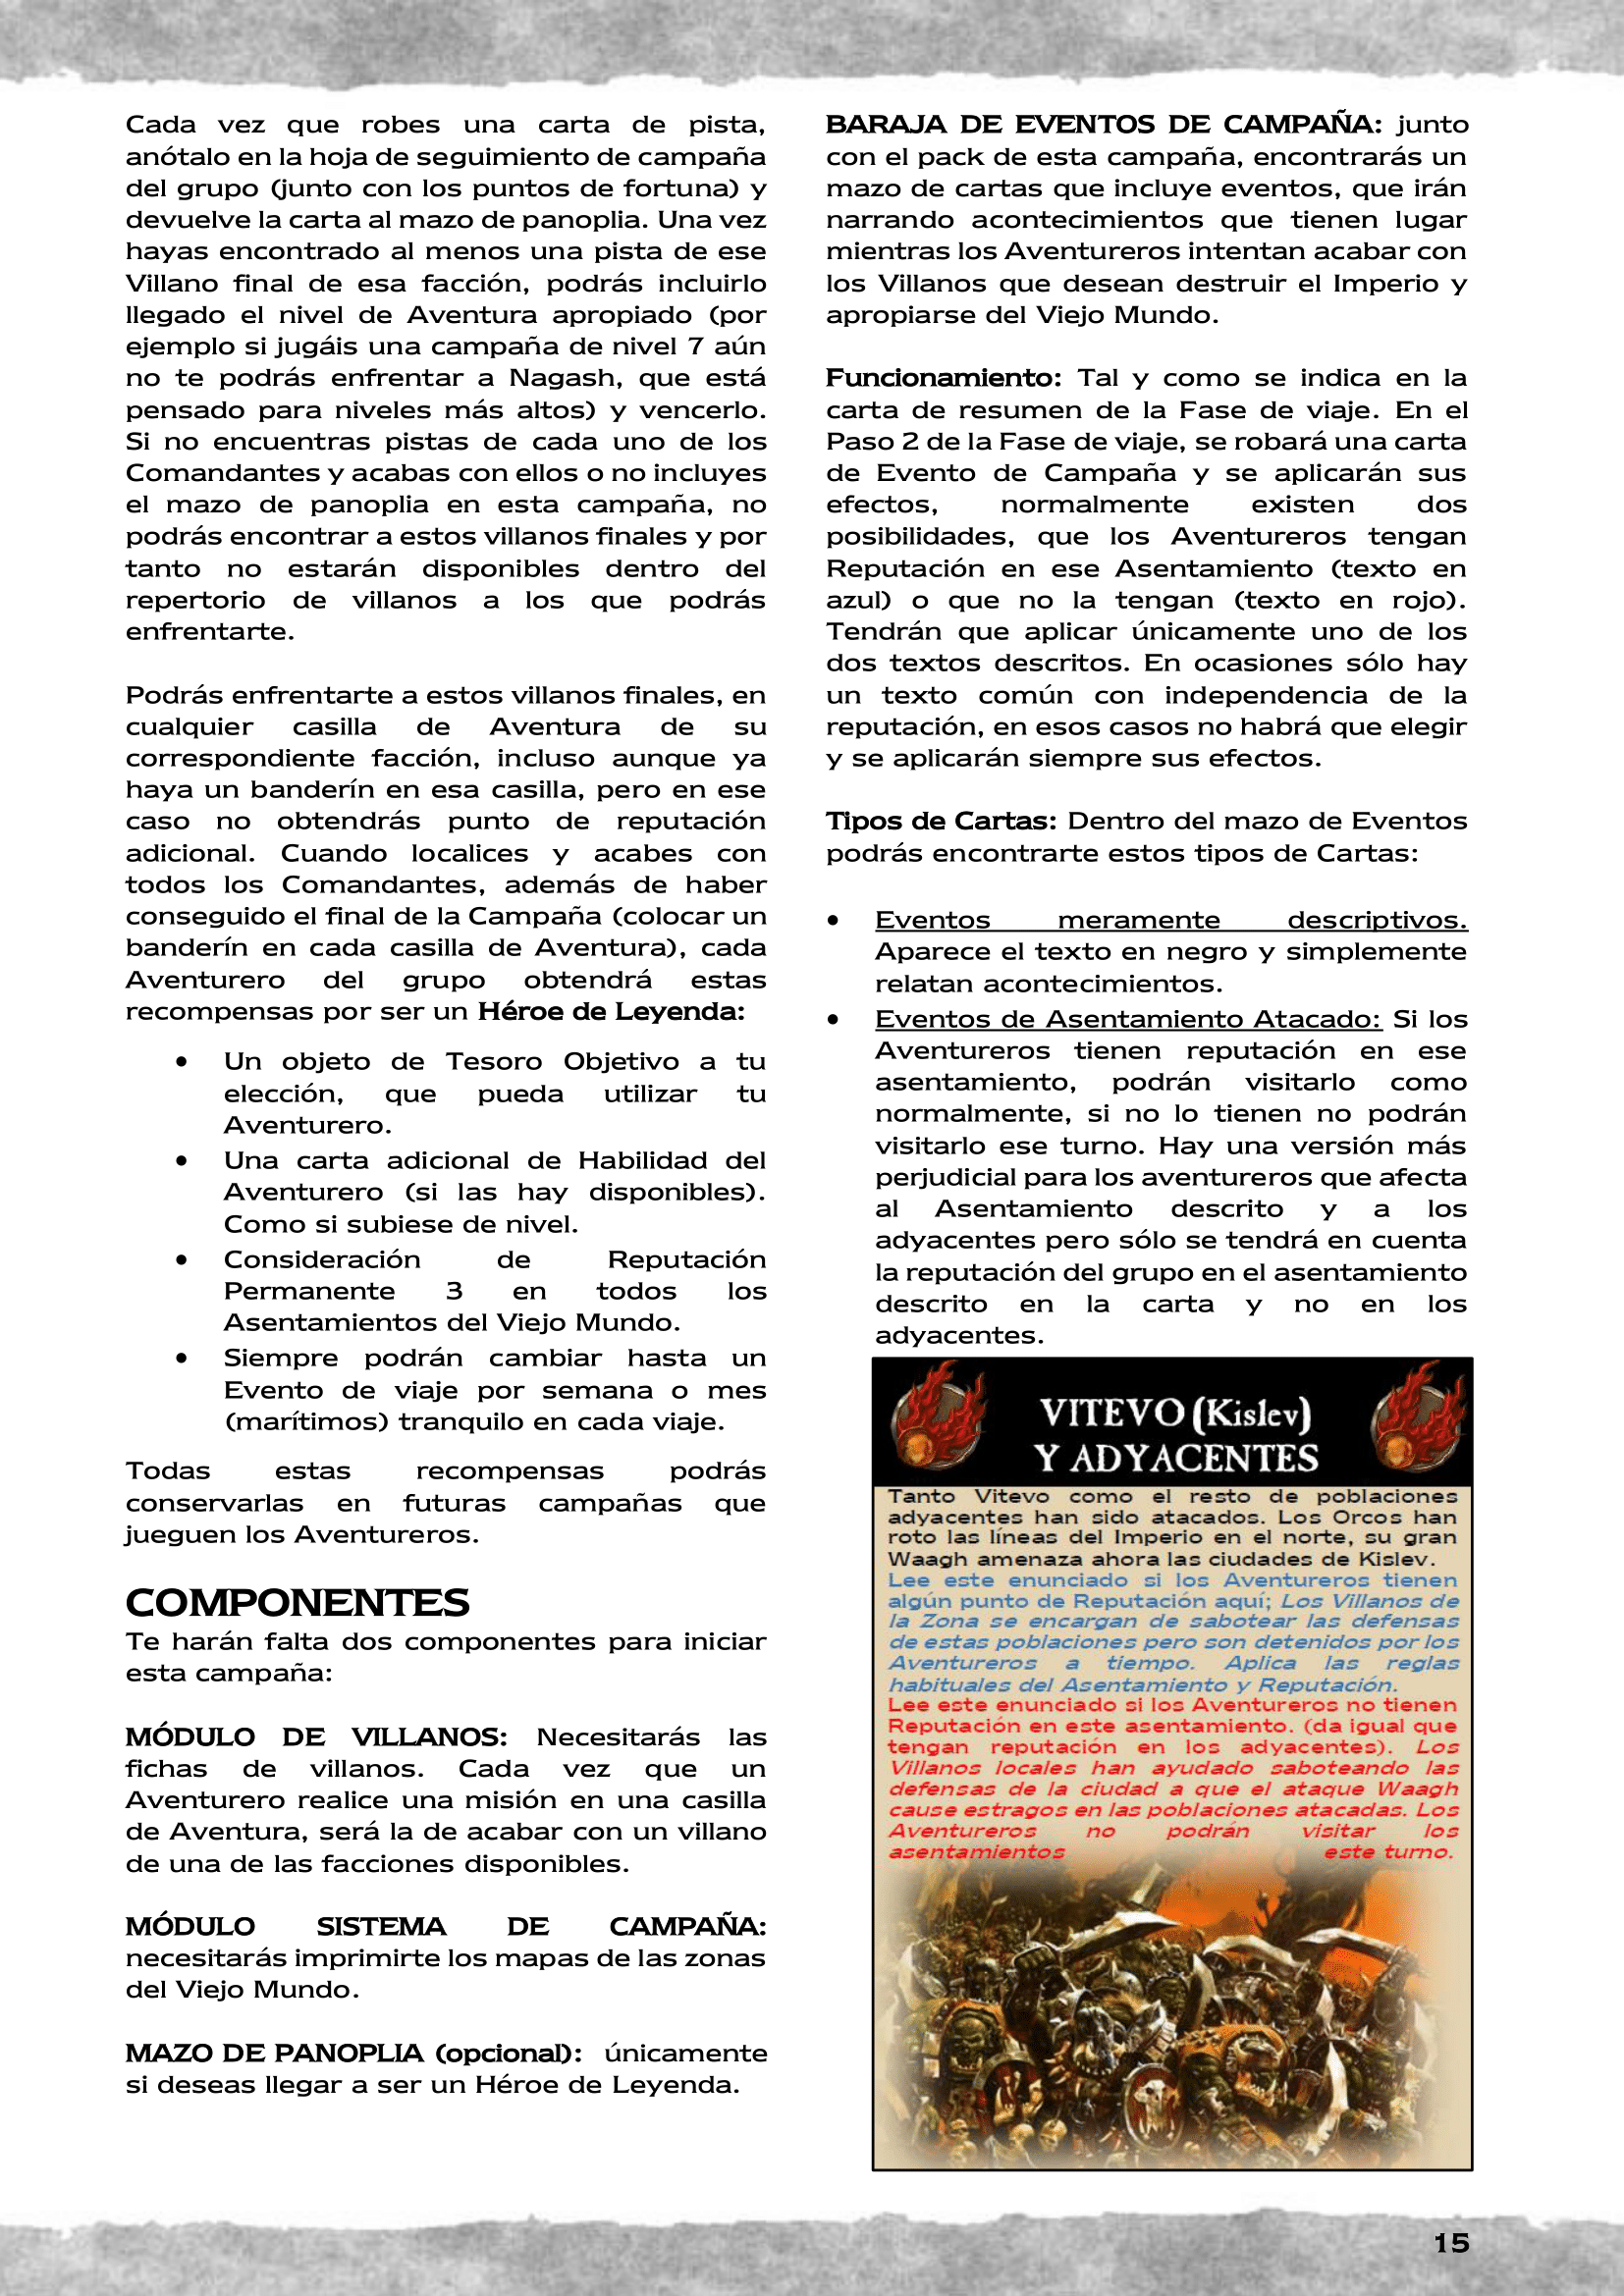 Cada vez que robes una carta de pista,
anótalo en la hoja de seguimiento de campaña
del grupo (junto con los puntos de fortuna) y
devuelve la carta al mazo de panoplia. Una vez
hayas encontrado al menos una pista de ese
Villano final de esa facción, podrás incluirlo
llegado el nivel de Aventura apropiado (por
ejemplo si jugáis una campaña de nivel 7 aún
no te podrás enfrentar a Nagash, que está
pensado para niveles más altos) y vencerlo.
Si no encuentras pistas de cada uno de los
Comandantes y acabas con ellos o no incluyes
el mazo de panoplia en esta campaña, no
podrás encontrar a estos villanos finales y por
tanto no estarán disponibles dentro del
repertorio de villanos a los que podrás
enfrentarte.
Podrás enfrentarte a estos villanos finales, en
cualquier casilla de Aventura de su
correspondiente facción, incluso aunque ya
haya un banderín en esa casilla, pero en ese
caso no obtendrás punto de reputación
adicional. Cuando localices y acabes con
todos los Comandantes, además de haber
conseguido el final de la Campaña (colocar un
banderín en cada casilla de Aventura), cada
Aventurero del grupo obtendrá estas
recompensas por ser un Héroe de Leyenda:
• Un objeto de Tesoro Objetivo a tu
elección, que pueda utilizar tu
Aventurero.
• Una carta adicional de Habilidad del
Aventurero (si las hay disponibles).
Como si subiese de nivel.
• Consideración de Reputación
Permanente 3 en todos los
Asentamientos del Viejo Mundo.
• Siempre podrán cambiar hasta un
Evento de viaje por semana o mes
(marítimos) tranquilo en cada viaje.
Todas estas recompensas podrás
conservarlas en futuras campañas que
jueguen los Aventureros.
COMPONENTES
Te harán falta dos componentes para iniciar
esta campaña:
MÓDULO DE VILLANOS: Necesitarás las
fichas de villanos. Cada vez que un
Aventurero realice una misión en una casilla
de Aventura, será la de acabar con un villano
de una de las facciones disponibles.
MÓDULO SISTEMA DE CAMPAÑA:
necesitarás imprimirte los mapas de las zonas
del Viejo Mundo.
MAZO DE PANOPLIA (opcional): únicamente
si deseas llegar a ser un Héroe de Leyenda.
BARAJA DE EVENTOS DE CAMPAÑA: junto
con el pack de esta campaña, encontrarás un
mazo de cartas que incluye eventos, que irán
narrando acontecimientos que tienen lugar
mientras los Aventureros intentan acabar con
los Villanos que desean destruir el Imperio y
apropiarse del Viejo Mundo.
Funcionamiento: Tal y como se indica en la
carta de resumen de la Fase de viaje. En el
Paso 2 de la Fase de viaje, se robará una carta
de Evento de Campaña y se aplicarán sus
efectos, normalmente existen dos
posibilidades, que los Aventureros tengan
Reputación en ese Asentamiento (texto en
azul) o que no la tengan (texto en rojo).
Tendrán que aplicar únicamente uno de los
dos textos descritos. En ocasiones sólo hay
un texto común con independencia de la
reputación, en esos casos no habrá que elegir
y se aplicarán siempre sus efectos.
Tipos de Cartas: Dentro del mazo de Eventos
podrás encontrarte estos tipos de Cartas:
• Eventos meramente descriptivos.
Aparece el texto en negro y simplemente
relatan acontecimientos.
• Eventos de Asentamiento Atacado: Si los
Aventureros tienen reputación en ese
asentamiento, podrán visitarlo como
normalmente, si no lo tienen no podrán
visitarlo ese turno. Hay una versión más
perjudicial para los aventureros que afecta
al Asentamiento descrito y a los
adyacentes pero sólo se tendrá en cuenta
la reputación del grupo en el asentamiento
descrito en la carta y no en los
adyacentes.
VITEVO (Kislev)
Y ADYACENTES
Tanto Vitevo como el resto de poblaciones
adyacentes han sido atacados. Los Orcos han
roto las líneas del Imperio en el norte, su gran
Waagh amenaza ahora las ciudades de Kislev.
Lee este enunciado si los Aventureros tienen
algún punto de Reputación aquí; Los Villanos de
la Zona se encargan de sabotear las defensas
de estas poblaciones pero son detenidos por los
Aventureros a tiempo. Aplica las reglas
habituales del Asentamiento y Reputación.
Lee este enunciado si los Aventureros no tienen
Reputación en este asentamiento. (da igual que
tengan reputación en los adyacentes). Los
Villanos locales han ayudado saboteando las
defensas de la ciudad a que el ataque Waagh
cause estragos en las poblaciones atacadas. Los
Aventureros no podrán visitar los
asentamientos este turno.
15